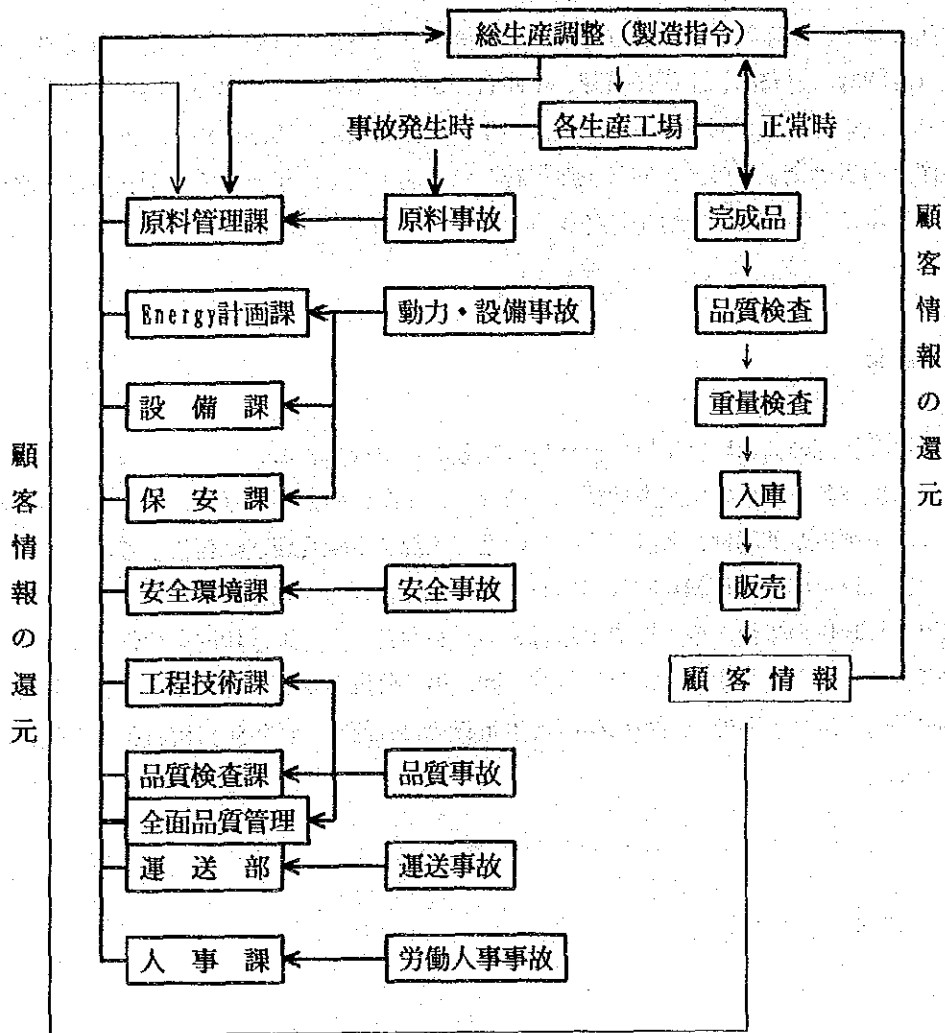 総生産調整（製造指令）
事故発生時
各生産工場
正常時
原料管理課
原料事故
完成品
Energy計画課
動力・設備事故
品質検査
設備課
重量検査
保安課
入庫
安全環境課
安全事故
販売
工程技術課
顧客情報
品質検査課
品質事故
全面品質管理
運送部
運送事故
人事課
労働人事事故
顧客情報の還元
顧客情報の還元